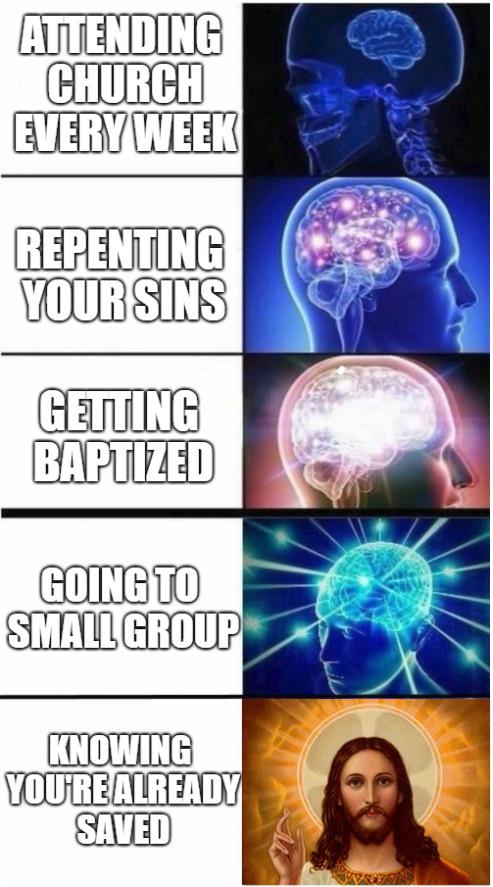 ATTENDING
CHURCH
EVERY WEEK
REPENTING
YOUR SINS
GETTING
BAPTIZED
GOING TO
SMALL GROUP
KNOWING
YOU'RE ALREADY
SAVED